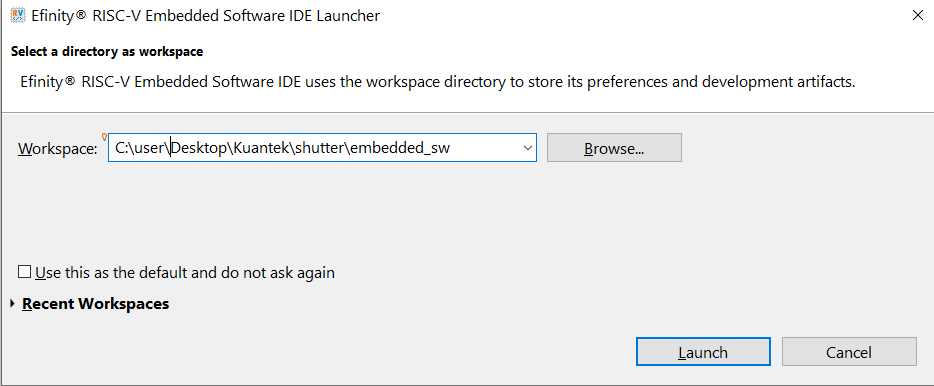 Efinity® RISC-V Embedded Software IDE Launcher
Select a directory as workspace
Efinity® RISC-V Embedded Software IDE uses the workspace directory to store its preferences and development artifacts.
Workspace: C:\user\Desktop\Kuantek\shutter\embedded_sw Browse...
Use this as the default and do not ask again
Recent Workspaces
Launch Cancel